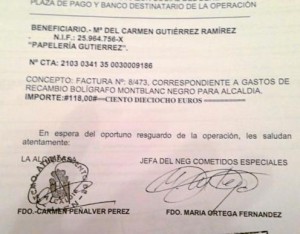 PLAZA DE PAGO Y BANCO DESTINATARIO DE LA OPERACIÓN
BENEFICIARIO.- Mª DEL CARMEN GUTIÉRREZ RAMÍREZ
- N.I.F.: 25.964.756-X
"PAPELERÍA GUTIERREZ".
Nº CTA: 2103 0341 35 0030009186
CONCEPTO: FACTURA Nº 8/473, CORRESPONDIENTE A GASTOS DE
RECAMBIO BOLÍGRAFO MONTBLANC NEGRO PARA ALCALDIA.
IMPORTE:#118,00#=CIENTO DIECIOCHO EUROS
En espera del oportuno resguardo de la operación, les saludan
atentamente:
LA JEFA DEL NEG COMETIDOS ESPECIALES
FDO.-CARMEN PEÑALVER PEREZ FDO. MARIA ORTEGA FERNANDEZ